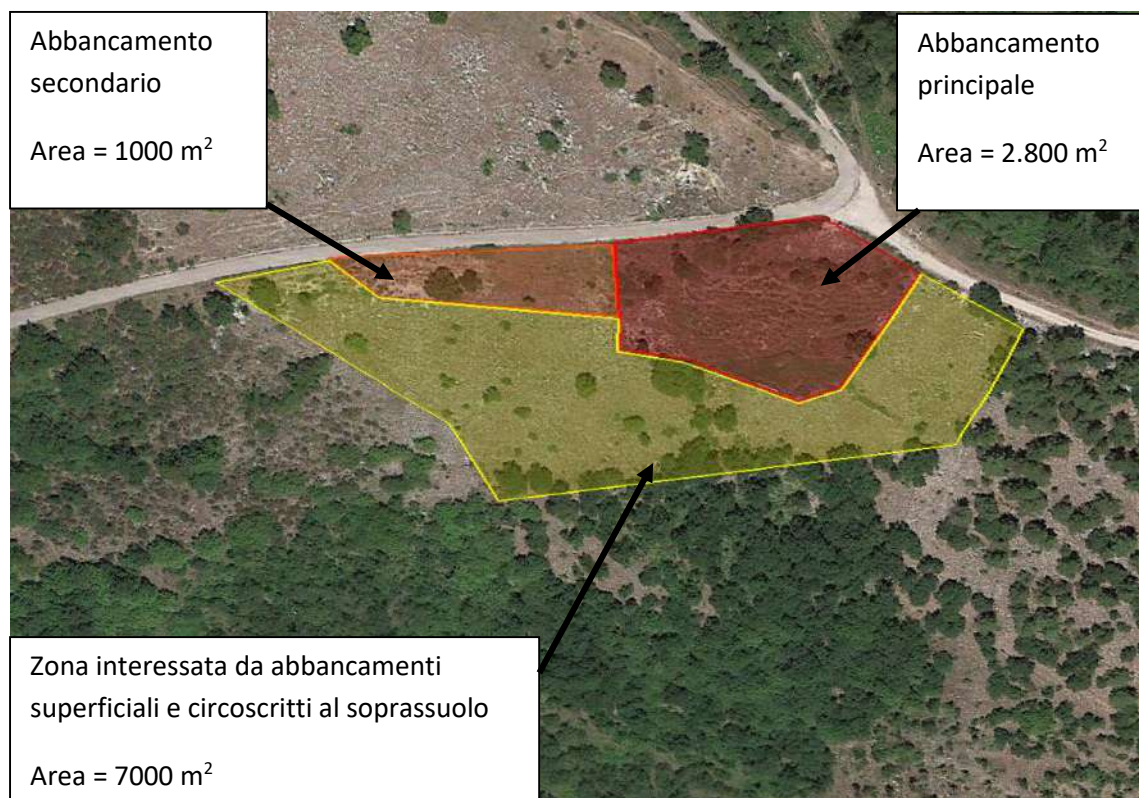 Abbancamento
secondario
Area = 1000 m²
Abbancamento
principale
Area = 2.800 m²
Zona interessata da abbancamenti
superficiali e circoscritti al soprassuolo
Area = 7000 m²